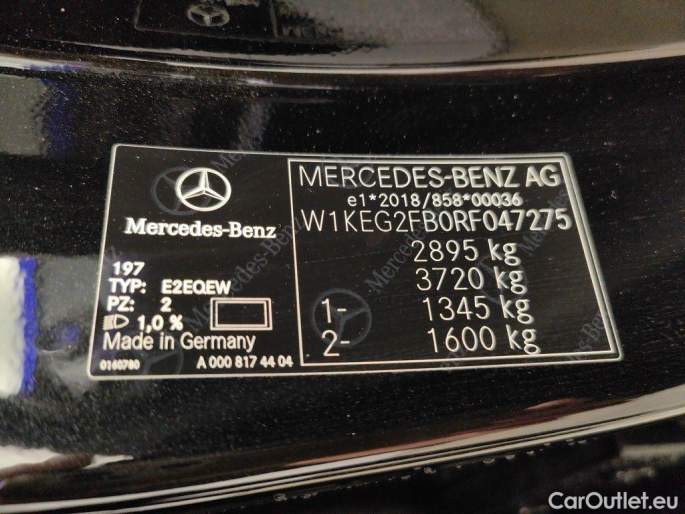 Mercedes-Benz
197
TYP: E2EQEW
PZ: 2
1,0 %
Made in Germany
0160780 A 000 817 44 04
MERCEDES-BENZ AG
e1*2018/858*00036
W1KEG2FB0RF047275
2895 kg
3720 kg
1- 1345 kg
2- 1600 kg
CarOutlet.eu